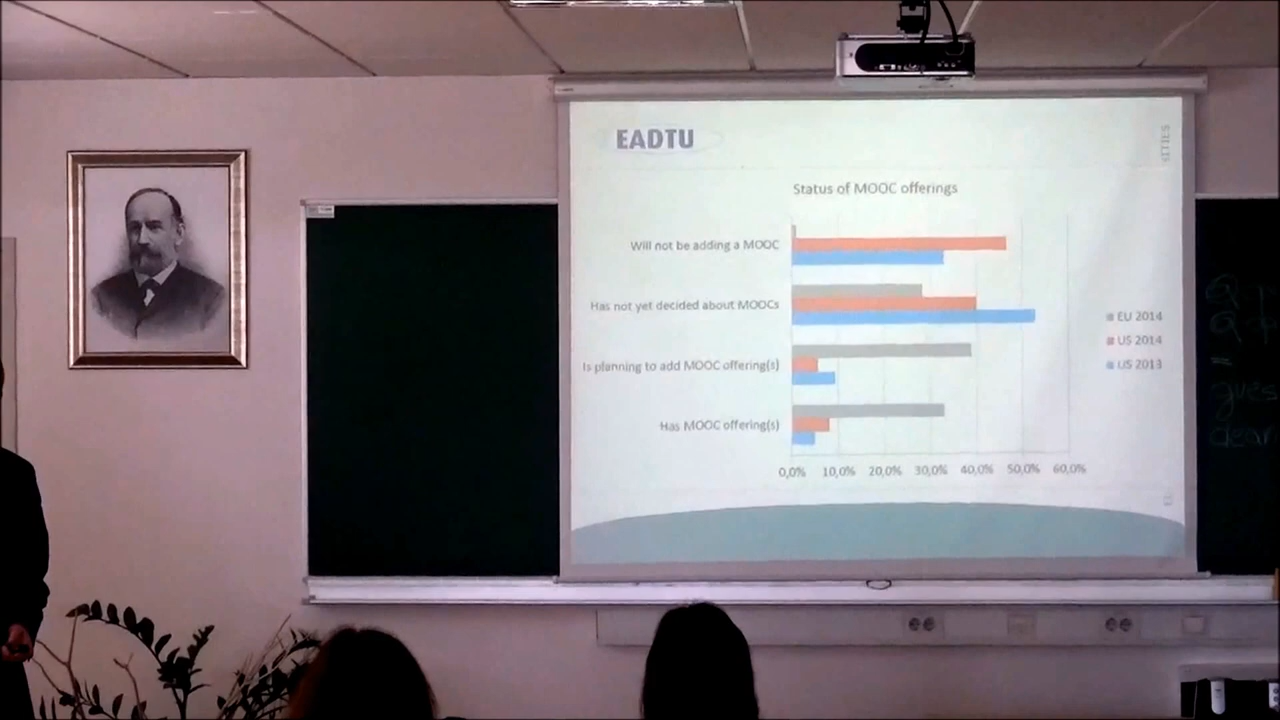 EADTU
Status of MOOC offerings
Will not be adding a MOOC
Has not yet decided about MOOCs
Is planning to add MOOC offering(s)
Has MOOC offering(s)
0,0% 10,0% 20,0% 30,0% 40,0% 50,0% 60,0%
EU 2014
US 2014
US 2013